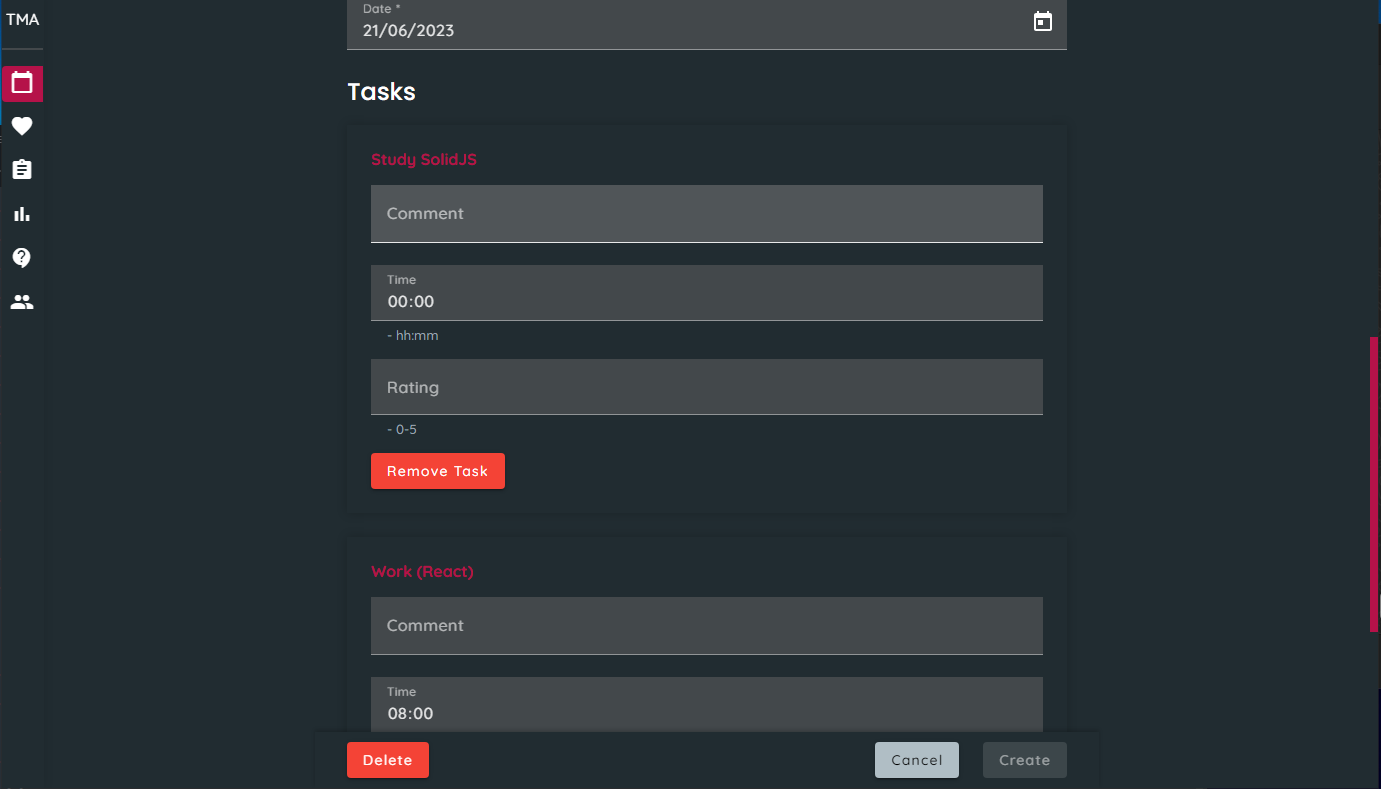 TMA
Date *
21/06/2023
Tasks
Study SolidJS
Comment
Time
00:00
- hh:mm
Rating
- 0-5
Remove Task
Work (React)
Comment
Time
08:00
Delete
Cancel
Create